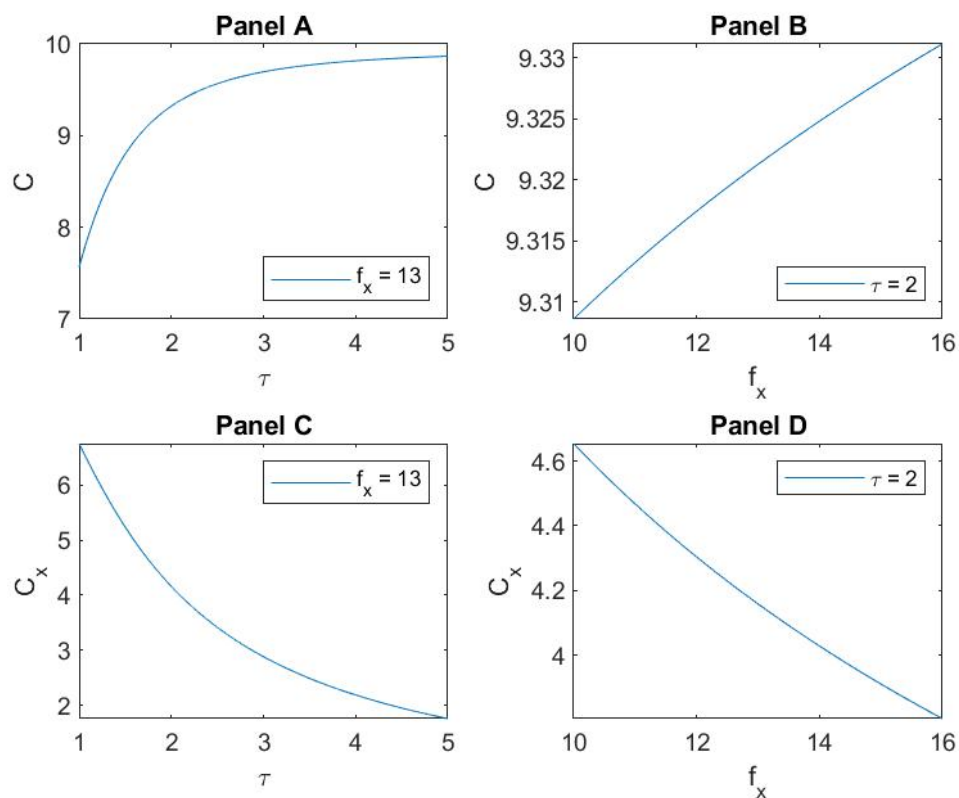 Panel A
10
9
8
7
C
1 2 3 4 5
τ
f_x = 13
Panel B
9.33
9.325
9.32
9.315
9.31
C
10 12 14 16
f_x
τ = 2
Panel C
6
5
4
3
2
C_x
1 2 3 4 5
τ
f_x = 13
Panel D
4.6
4.4
4.2
4
C_x
10 12 14 16
f_x
τ = 2